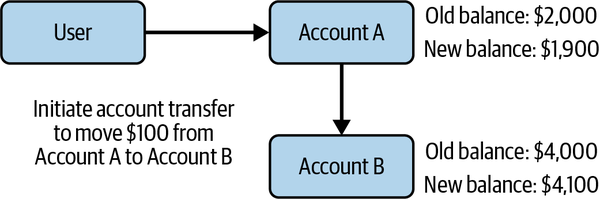 User
Account A
Old balance: $2,000
New balance: $1,900
Initiate account transfer
to move $100 from
Account A to Account B
Account B
Old balance: $4,000
New balance: $4,100